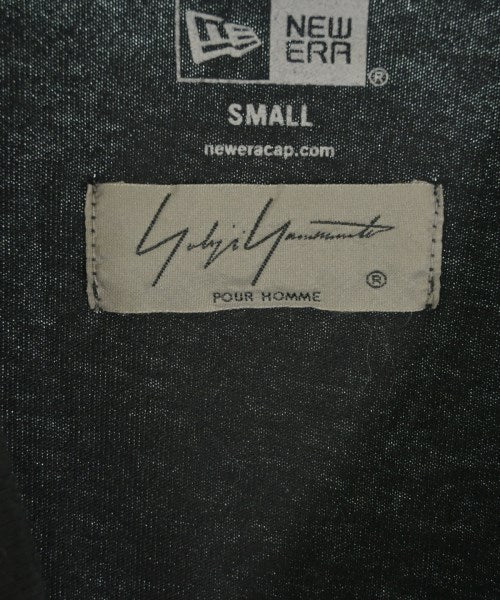 NEW
ERA
®
SMALL
neweracap.com
Yohji Yamamoto
®
POUR HOMME